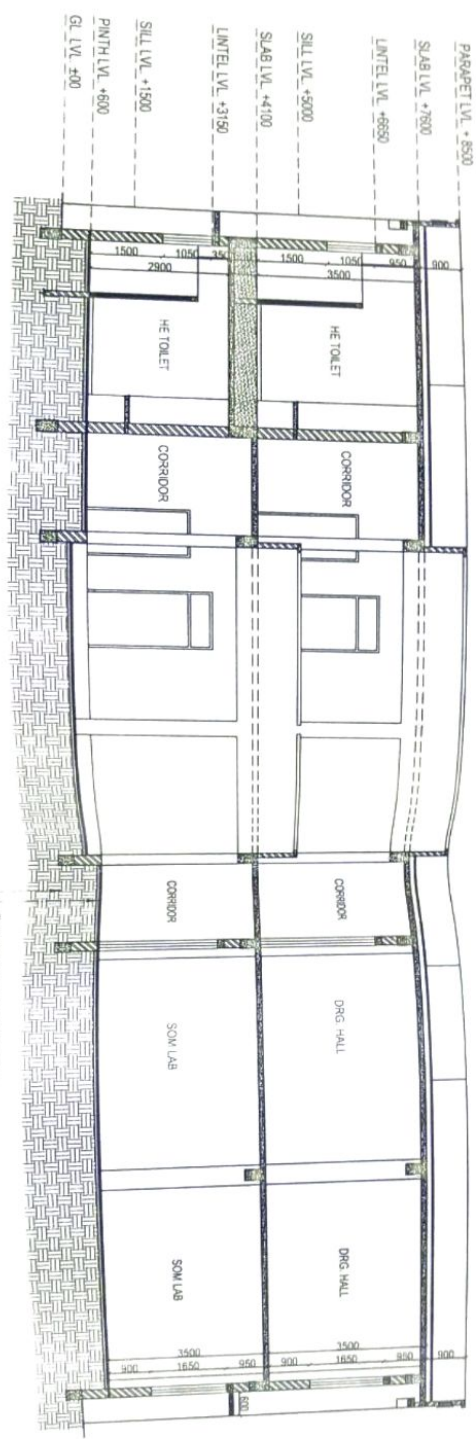 PARAPET LVL. + 8500
SLAB LVL. +7600
LINTEL LVL. +6650
SILL LVL. +5000
SLAB LVL. +4100
LINTEL LVL. +3150
SILL LVL. +1500
PINTH LVL. +600
GL. LVL. ±00
900
950
1050
1500
3500
HE TOILET
CORRIDOR
CORRIDOR
DRG. HALL
DRG. HALL
900
950
1650
900
3500
1050
1500
2900
HE TOILET
CORRIDOR
CORRIDOR
SOM LAB
SOM LAB
950
1650
900
3500
600